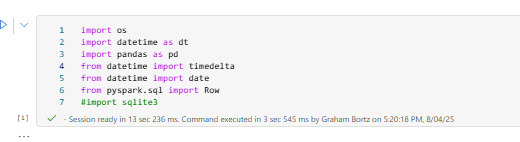 1 import os
2 import datetime as dt
3 import pandas as pd
4 from datetime import timedelta
5 from datetime import date
6 from pyspark.sql import Row
7 #import sqlite3
[1] - Session ready in 13 sec 236 ms. Command executed in 3 sec 545 ms by Graham Bortz on 5:20:18 PM, 8/04/25
...